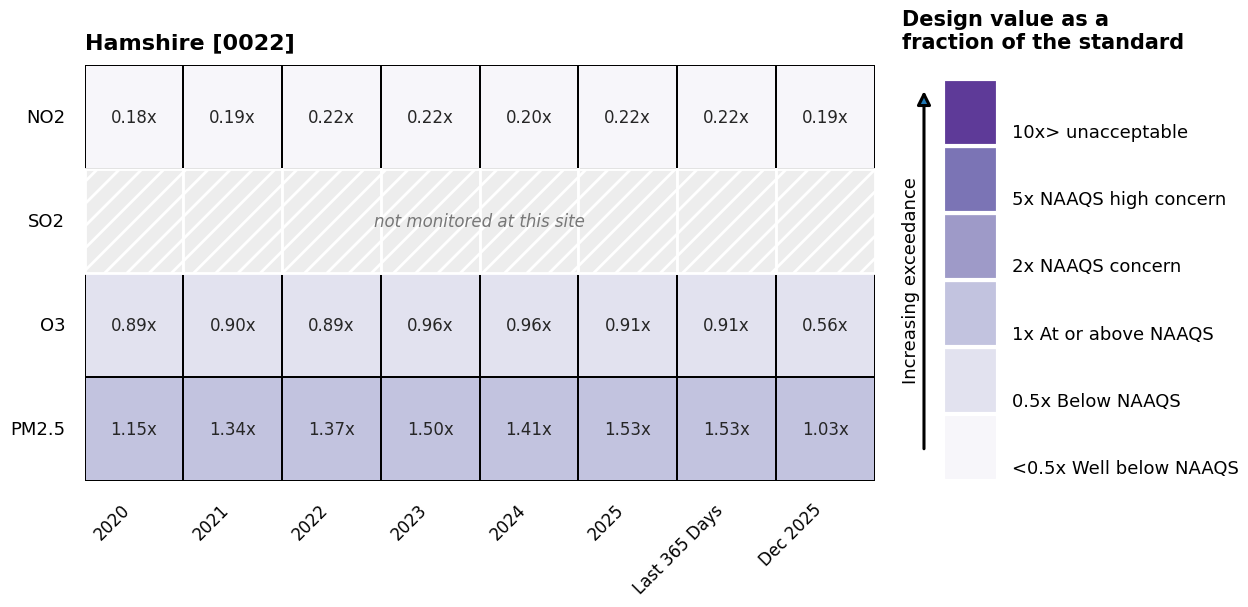 Hamshire [0022]
Design value as a
fraction of the standard
NO2
0.18x 0.19x 0.22x 0.22x 0.20x 0.22x 0.22x 0.19x
SO2
not monitored at this site
O3
0.89x 0.90x 0.89x 0.96x 0.96x 0.91x 0.91x 0.56x
PM2.5
1.15x 1.34x 1.37x 1.50x 1.41x 1.53x 1.53x 1.03x
2020
2021
2022
2023
2024
2025
Last 365 Days
Dec 2025
Increasing exceedance
10x> unacceptable
5x NAAQS high concern
2x NAAQS concern
1x At or above NAAQS
0.5x Below NAAQS
<0.5x Well below NAAQS